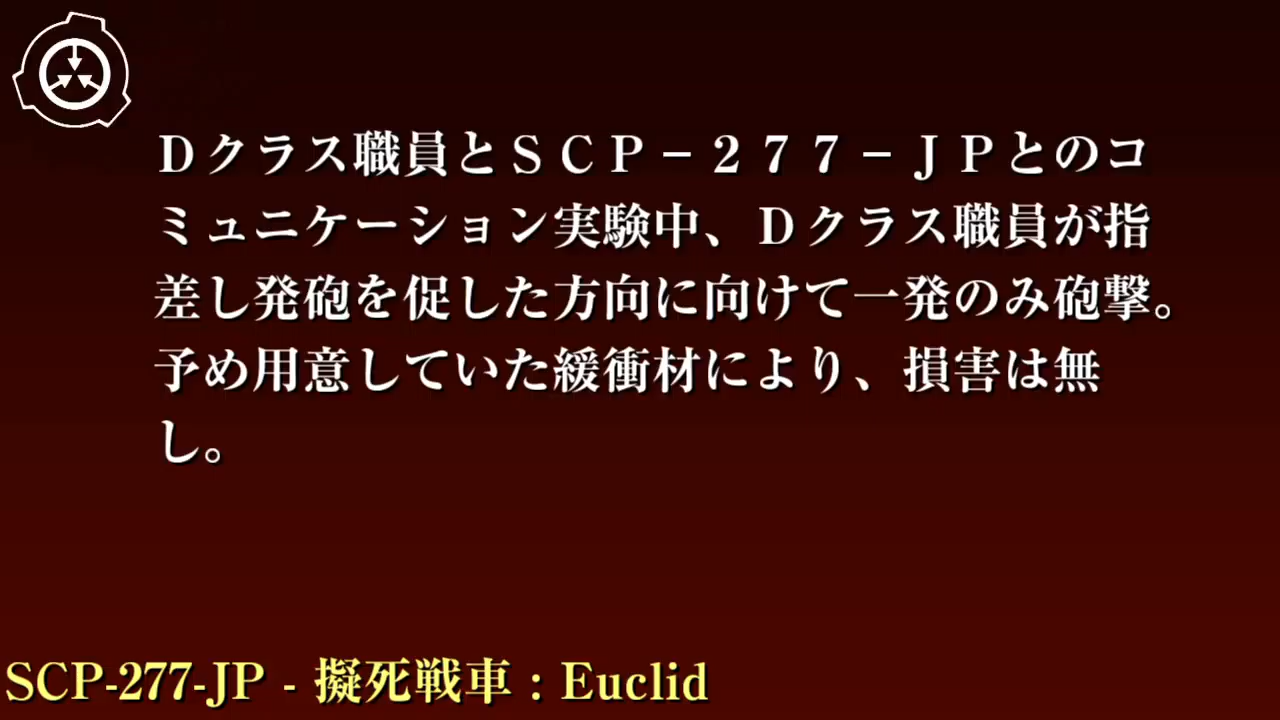 Ｄクラス職員とＳＣＰ－２７７－ＪＰとのコ
ミュニケーション実験中、Ｄクラス職員が指
差し発砲を促した方向に向けて一発のみ砲撃。
予め用意していた緩衝材により、損害は無
し。
SCP-277-JP - 擬死戦車：Euclid